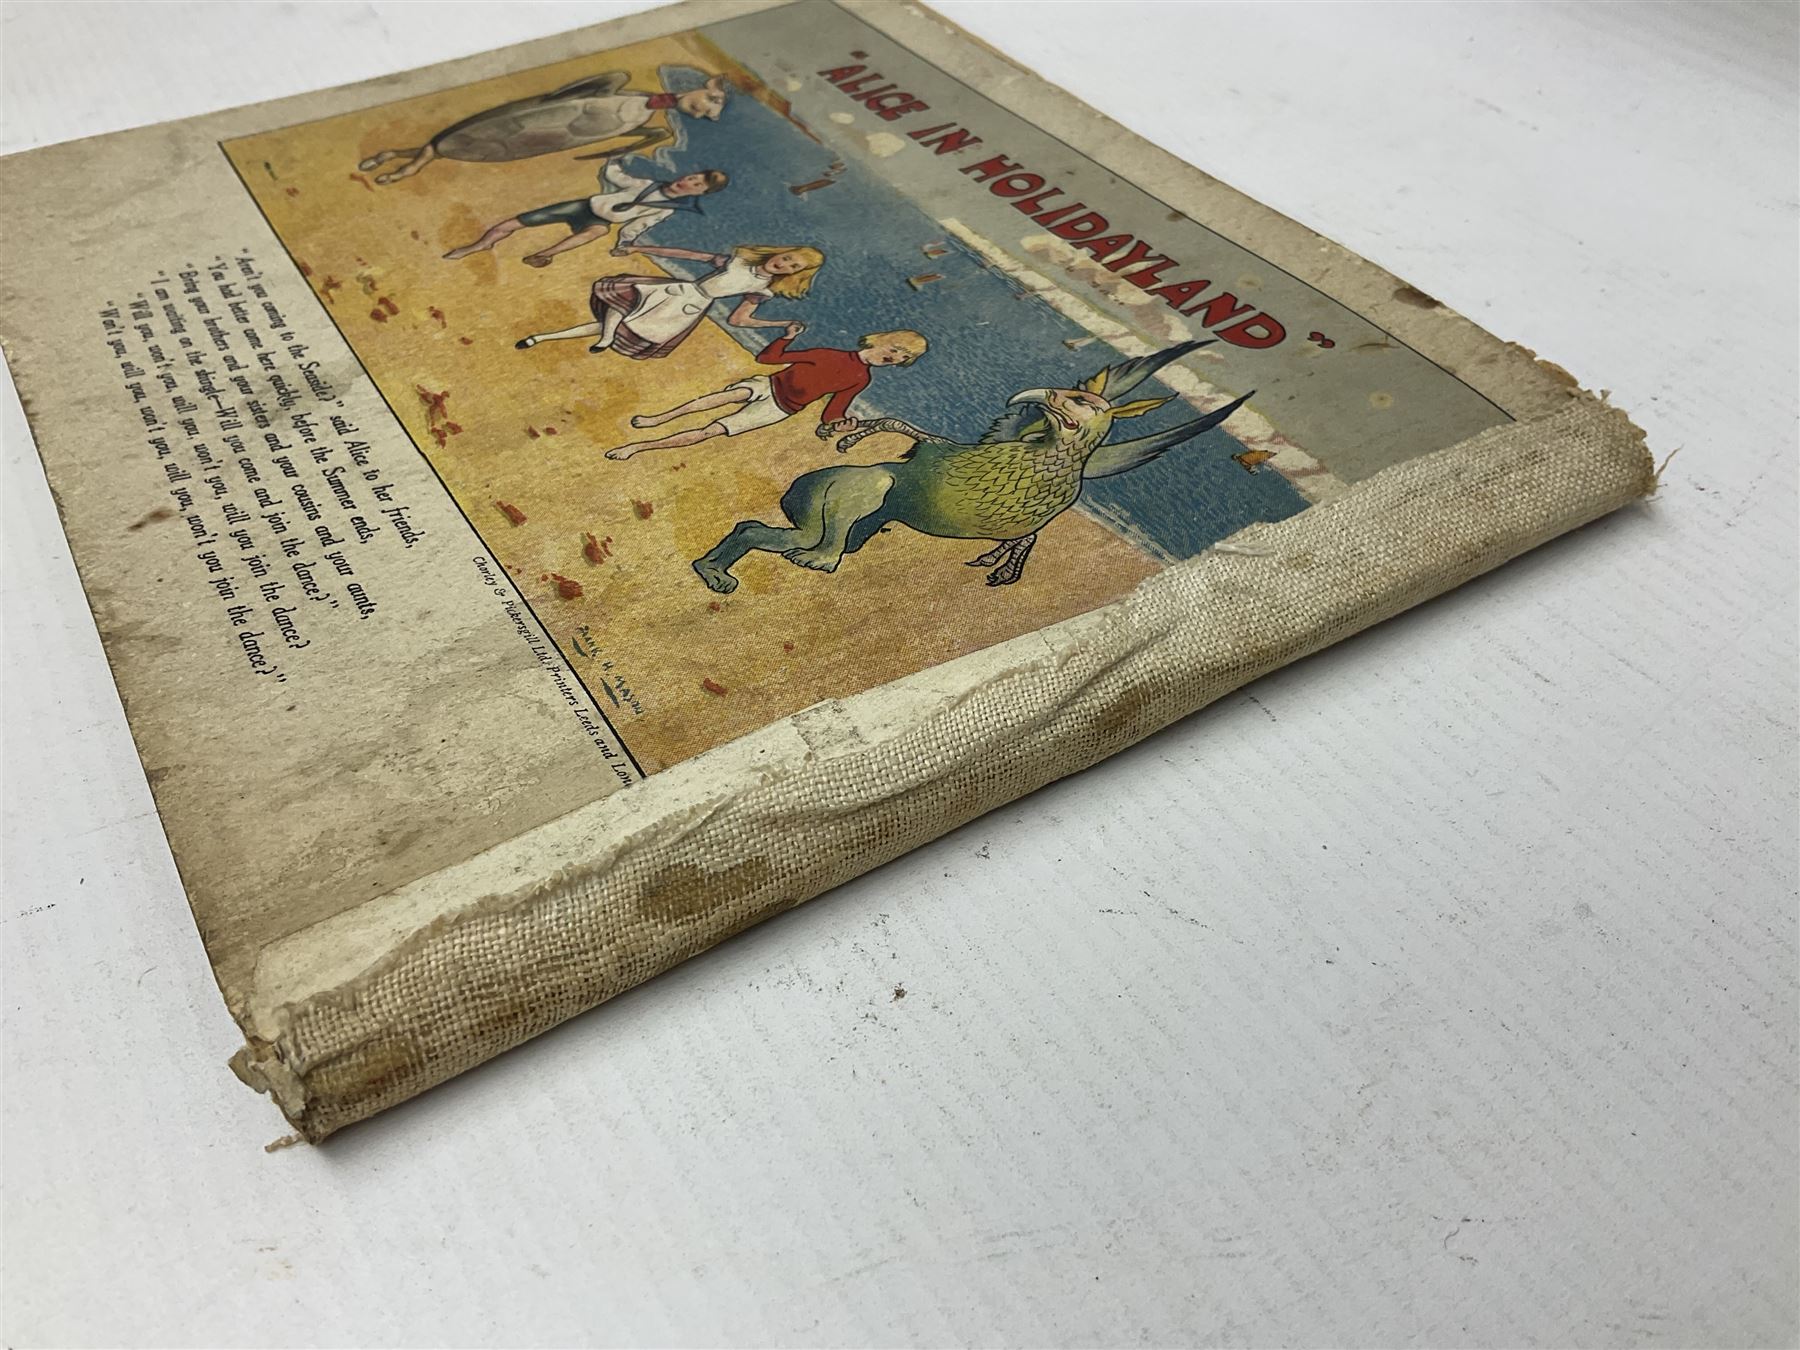 "ALICE IN HOLIDAYLAND"
FRANK H. MASON
Chorley & Pickersgill Ltd. Printers Leeds and Lon
"Aren't you coming to the Seaside?" said Alice to her friends,
"You had better come here quickly, before the Summer ends,
"Bring your brothers and your sisters and your cousins and your aunts,
"I am waiting on the shingle—Will you come and join the dance?"
"Will you, won't you, will you, won't you, will you join the dance?
"Won't you, will you, won't you, will you, won't you join the dance?"